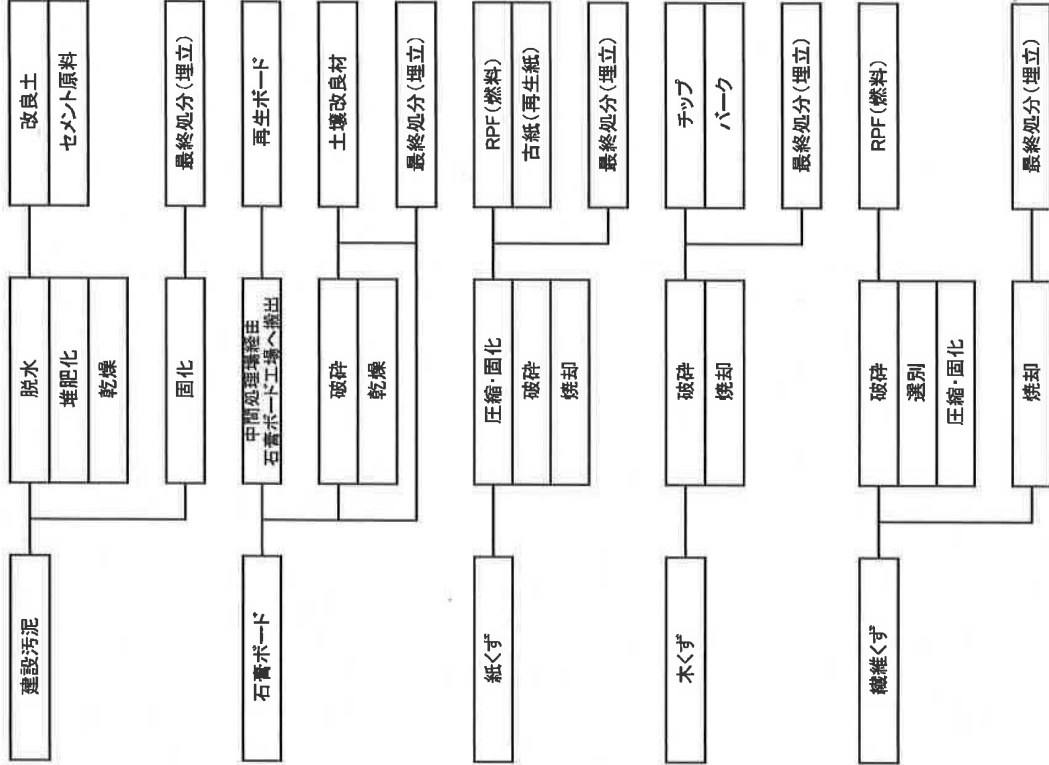 建設汚泥
脱水
堆肥化
乾燥
固化
改良土
セメント原料
最終処分(埋立)
石膏ボード
中間処理場経由
石膏ボード工場へ搬出
破砕
乾燥
再生ボード
土壌改良材
最終処分(埋立)
紙くず
圧縮・固化
破砕
焼却
RPF(燃料)
古紙(再生紙)
最終処分(埋立)
木くず
破砕
焼却
チップ
バーク
最終処分(埋立)
繊維くず
破砕
選別
圧縮・固化
焼却
RPF(燃料)
最終処分(埋立)